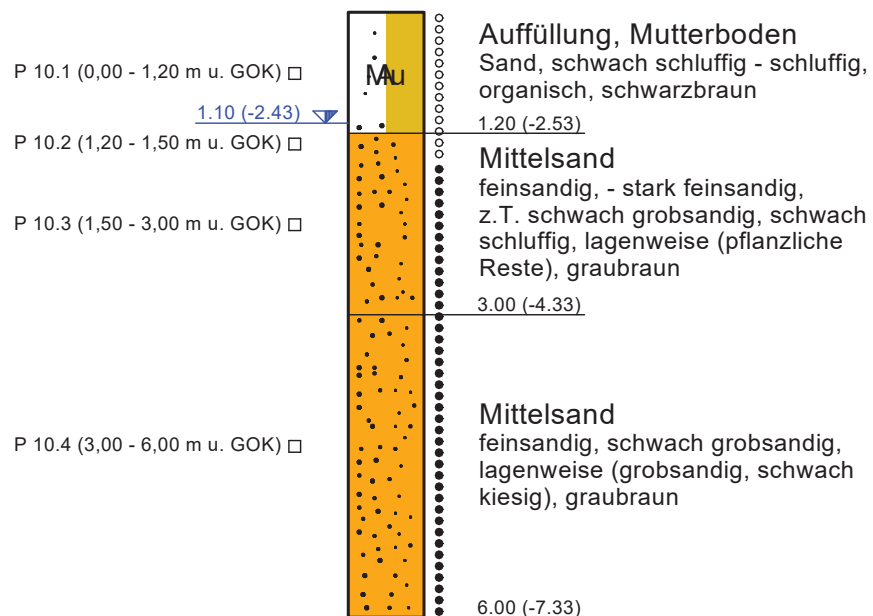 Auffüllung, Mutterboden
Sand, schwach schluffig - schluffig,
organisch, schwarzbraun
P 10.1 (0,00 - 1,20 m u. GOK)
Mu
A
1.10 (-2.43)
1.20 (-2.53)
P 10.2 (1,20 - 1,50 m u. GOK)
Mittelsand
feinsandig, - stark feinsandig,
z.T. schwach grobsandig, schwach
schluffig, lagenweise (pflanzliche
Reste), graubraun
P 10.3 (1,50 - 3,00 m u. GOK)
3.00 (-4.33)
Mittelsand
feinsandig, schwach grobsandig,
lagenweise (grobsandig, schwach
kiesig), graubraun
P 10.4 (3,00 - 6,00 m u. GOK)
6.00 (-7.33)